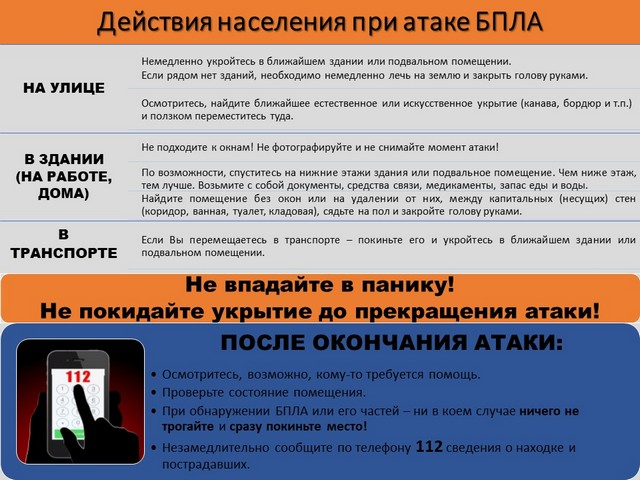 Действия населения при атаке БПЛА
НА УЛИЦЕ
Немедленно укройтесь в ближайшем здании или подвальном помещении.
Если рядом нет зданий, необходимо немедленно лечь на землю и закрыть голову руками.
Осмотритесь, найдите ближайшее естественное или искусственное укрытие (канава, бордюр и т.п.)
и ползком переместитесь туда.
В ЗДАНИИ
(НА РАБОТЕ,
ДОМА)
Не подходите к окнам! Не фотографируйте и не снимайте момент атаки!
По возможности, спуститесь на нижние этажи здания или подвальное помещение. Чем ниже этаж,
тем лучше. Возьмите с собой документы, средства связи, медикаменты, запас еды и воды.
Найдите помещение без окон или на удалении от них, между капитальных (несущих) стен
(коридор, ванная, туалет, кладовая), сядьте на пол и закройте голову руками.
В
ТРАНСПОРТЕ
Если Вы перемещаетесь в транспорте – покиньте его и укройтесь в ближайшем здании или
подвальном помещении.
Не впадайте в панику!
Не покидайте укрытие до прекращения атаки!
ПОСЛЕ ОКОНЧАНИЯ АТАКИ:
112
• Осмотритесь, возможно, кому-то требуется помощь.
• Проверьте состояние помещения.
• При обнаружении БПЛА или его частей – ни в коем случае ничего не
трогайте и сразу покиньте место!
• Незамедлительно сообщите по телефону 112 сведения о находке и
пострадавших.